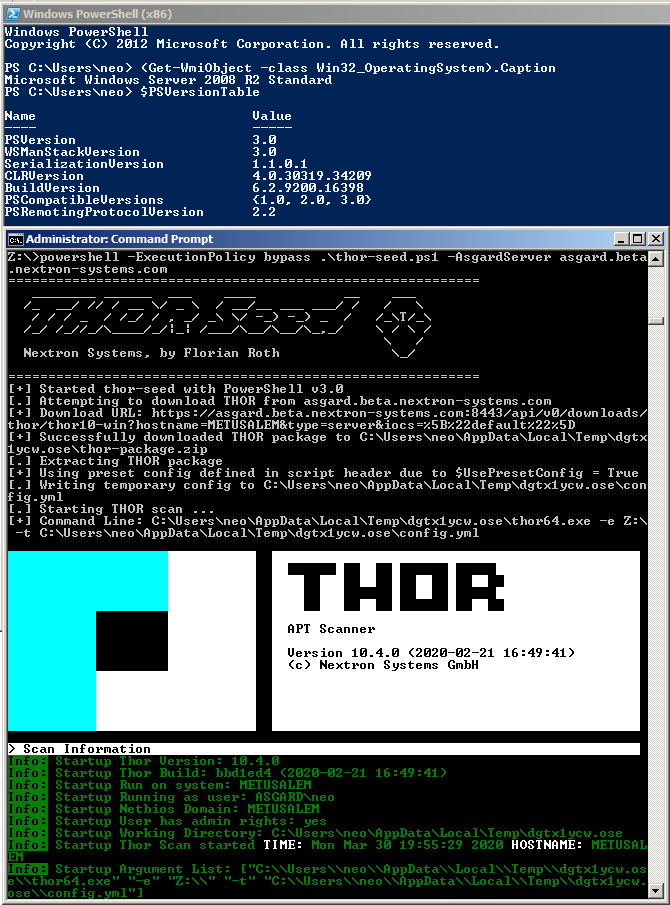 Windows PowerShell (x86)
Windows PowerShell
Copyright (C) 2012 Microsoft Corporation. All rights reserved.
PS C:\Users\neo> (Get-WmiObject -class Win32_OperatingSystem).Caption
Microsoft Windows Server 2008 R2 Standard
PS C:\Users\neo> $PSVersionTable
Name Value
---- -----
PSVersion 3.0
WSManStackVersion 3.0
SerializationVersion 1.1.0.1
CLRVersion 4.0.30319.34209
BuildVersion 6.2.9200.16398
PSCompatibleVersions {1.0, 2.0, 3.0}
PSRemotingProtocolVersion 2.2
Administrator: Command Prompt
Z:\>powershell -ExecutionPolicy bypass .\thor-seed.ps1 -AsgardServer asgard.beta
.nextron-systems.com
===========================================================
THOR Seed
T
Nextron Systems, by Florian Roth
===========================================================
[+] Started thor-seed with PowerShell v3.0
[.] Attempting to download THOR from asgard.beta.nextron-systems.com
[+] Download URL: https://asgard.beta.nextron-systems.com:8443/api/v0/downloads/
thor/thor10-win?hostname=METUSALEM&type=server&iocs=%5B%22default%22%5D
[+] Successfully downloaded THOR package to C:\Users\neo\AppData\Local\Temp\dgtx
1ycw.ose\thor-package.zip
[.] Extracting THOR package
[+] Using preset config defined in script header due to $UsePresetConfig = True
[.] Writing temporary config to C:\Users\neo\AppData\Local\Temp\dgtx1ycw.ose\con
fig.yml
[.] Starting THOR scan ...
[+] Command Line: C:\Users\neo\AppData\Local\Temp\dgtx1ycw.ose\thor64.exe -e Z:\
-t C:\Users\neo\AppData\Local\Temp\dgtx1ycw.ose\config.yml
THOR
APT Scanner
Version 10.4.0 (2020-02-21 16:49:41)
(c) Nextron Systems GmbH
> Scan Information
Info: Startup Thor Version: 10.4.0
Info: Startup Thor Build: bbd1ed4 (2020-02-21 16:49:41)
Info: Startup Run on system: METUSALEM
Info: Startup Running as user: ASGARD\neo
Info: Startup Netbios Domain: METUSALEM
Info: Startup User has admin rights: yes
Info: Startup Working Directory: C:\Users\neo\AppData\Local\Temp\dgtx1ycw.ose
Info: Startup Thor Scan started TIME: Mon Mar 30 19:55:29 2020 HOSTNAME: METUSAL
EM
Info: Startup Argument List: ["C:\\Users\\neo\\AppData\\Local\\Temp\\dgtx1ycw.os
e\\thor64.exe" "-e" "Z:\\" "-t" "C:\\Users\\neo\\AppData\\Local\\Temp\\dgtx1ycw.
ose\\config.yml"]